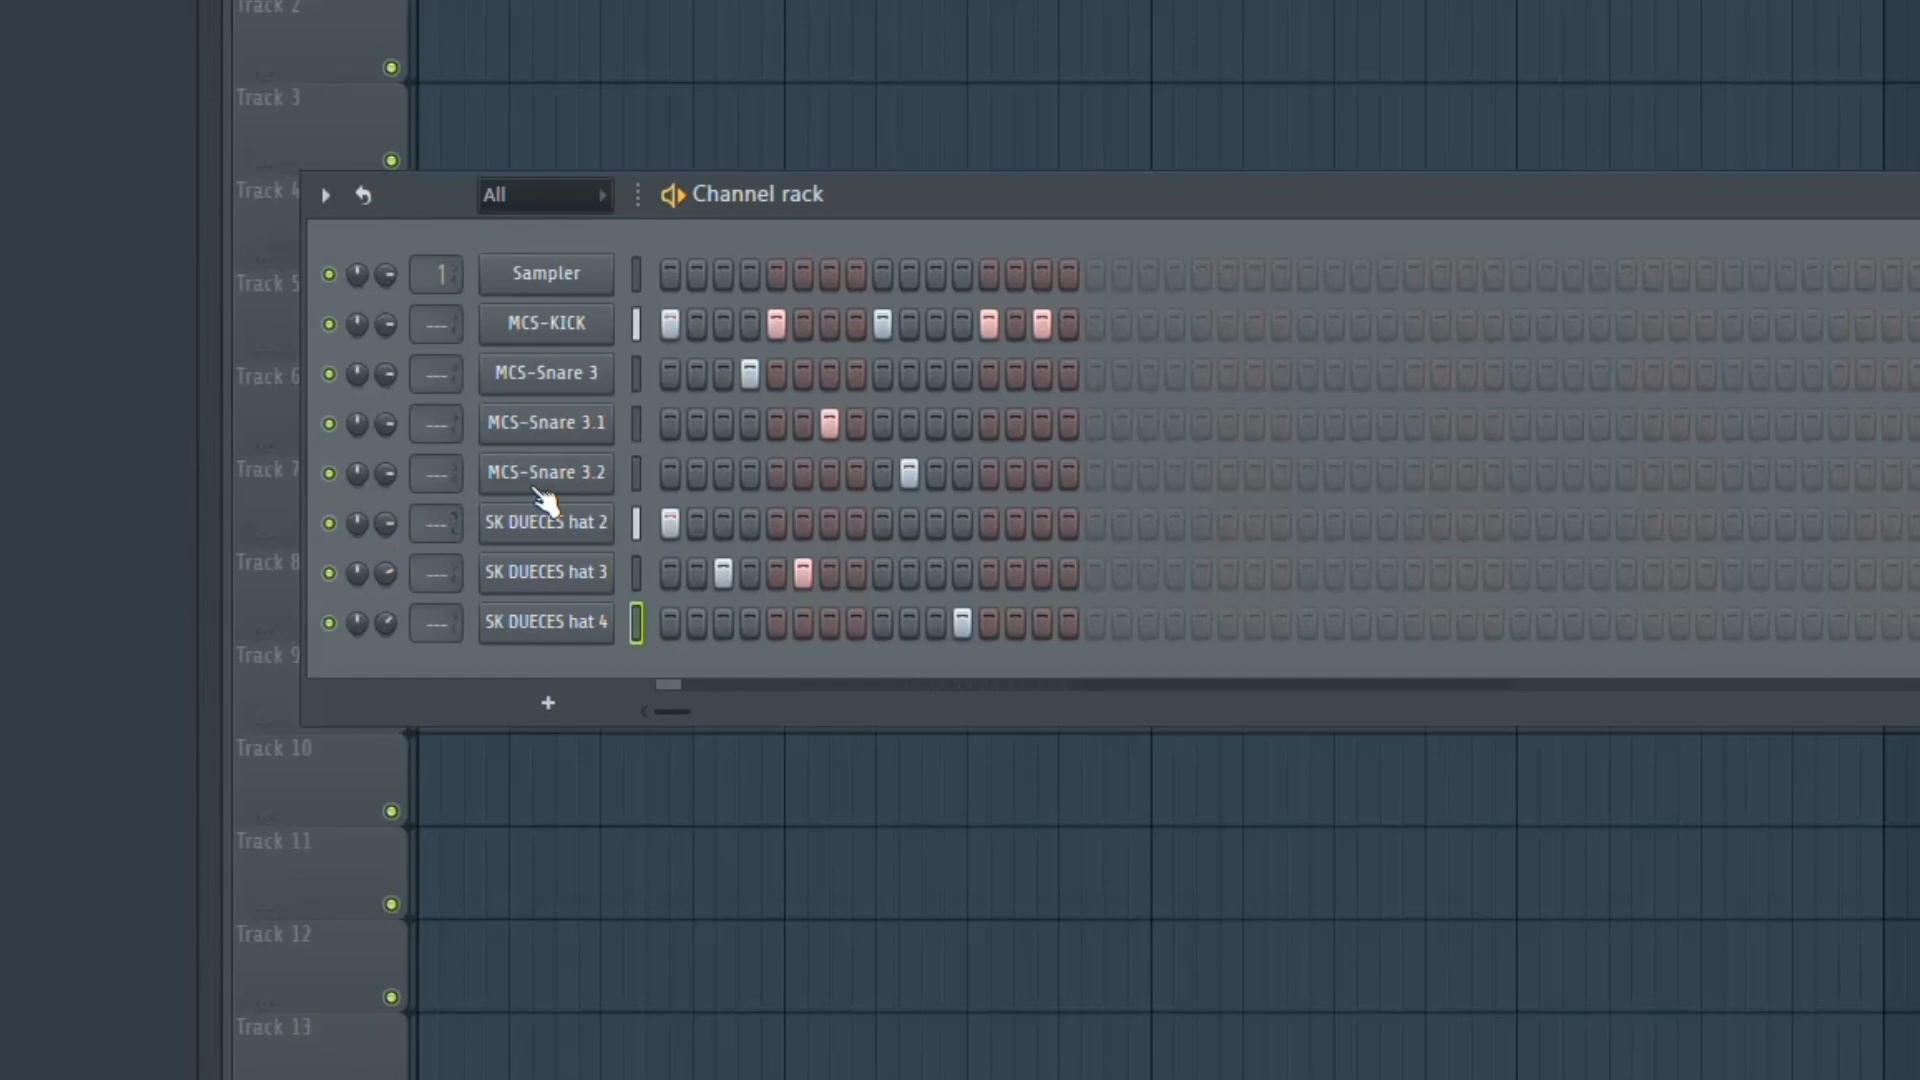 Track 2
Track 3
Track 4
All
Channel rack
Track 5
1
Sampler
MCS-KICK
Track 6
MCS-Snare 3
MCS-Snare 3.1
Track 7
MCS-Snare 3.2
SK DUECES hat 2
Track 8
SK DUECES hat 3
SK DUECES hat 4
Track 9
+
Track 10
Track 11
Track 12
Track 13